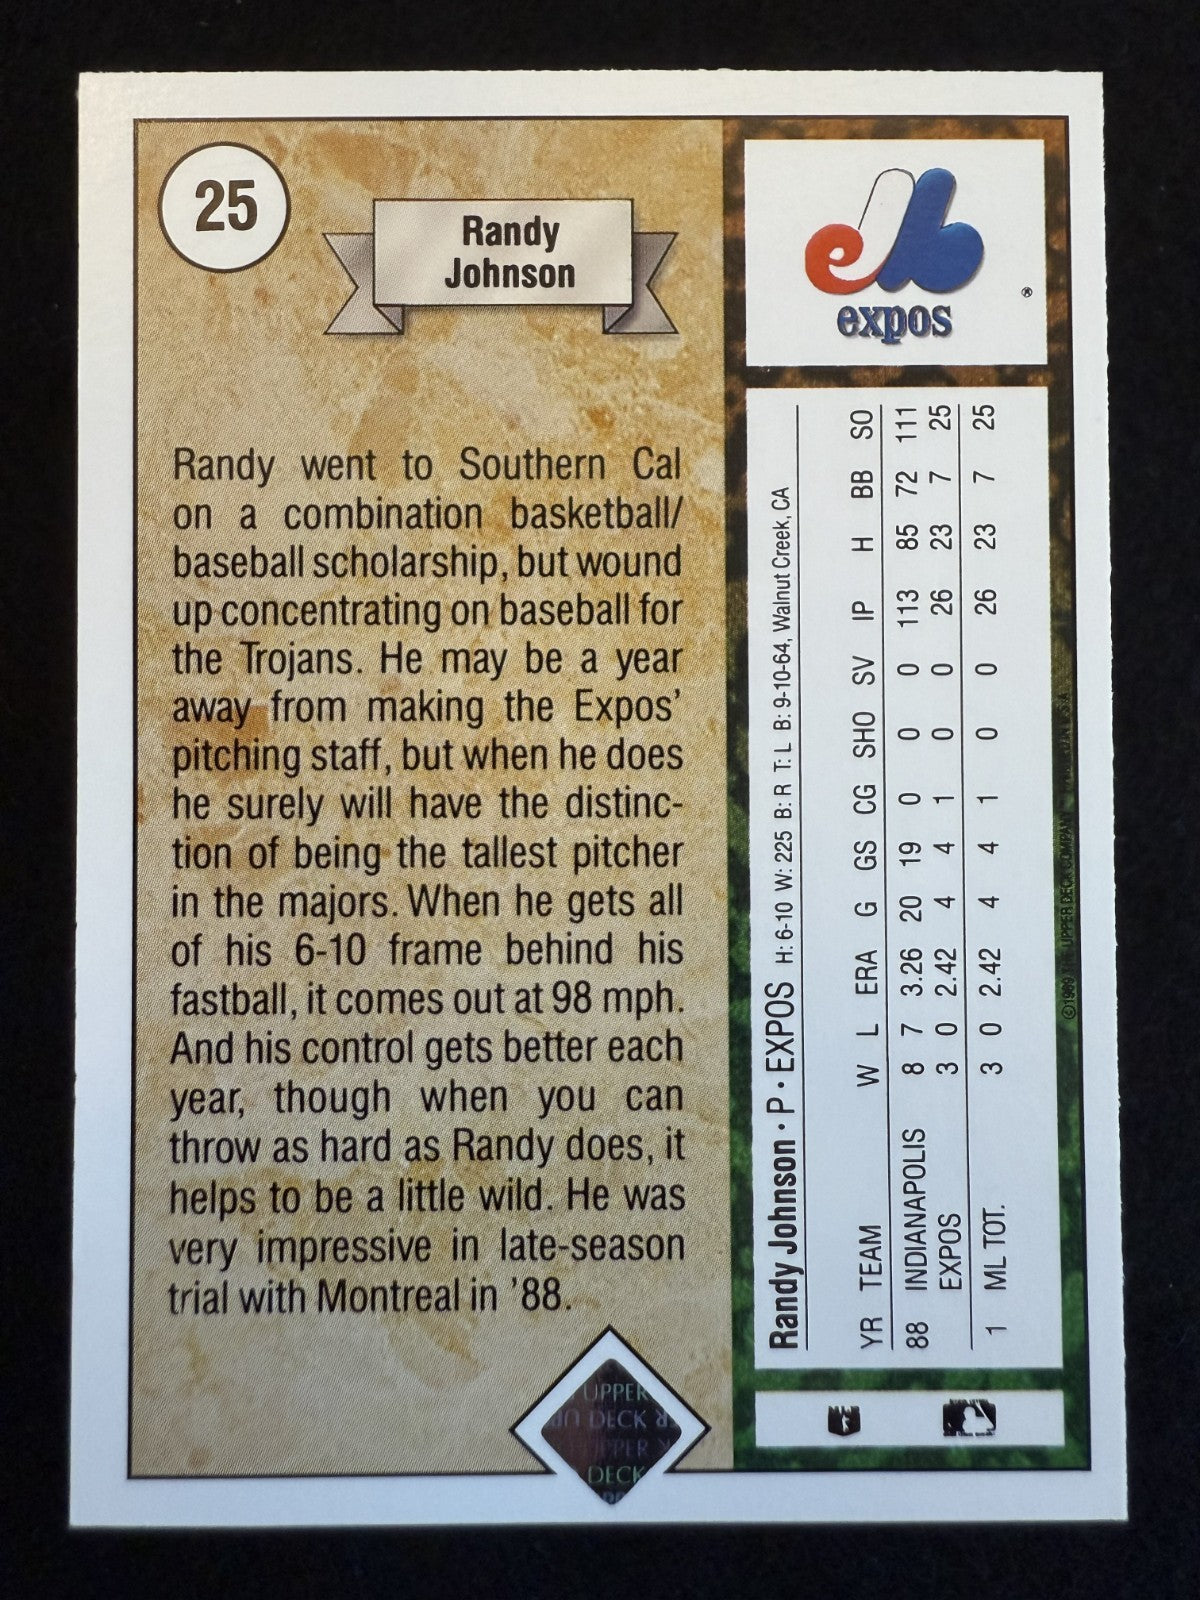 25
Randy
Johnson
expos
®
Randy went to Southern Cal
on a combination basketball/
baseball scholarship, but wound
up concentrating on baseball for
the Trojans. He may be a year
away from making the Expos'
pitching staff, but when he does
he surely will have the distinc-
tion of being the tallest pitcher
in the majors. When he gets all
of his 6-10 frame behind his
fastball, it comes out at 98 mph.
And his control gets better each
year, though when you can
throw as hard as Randy does, it
helps to be a little wild. He was
very impressive in late-season
trial with Montreal in '88.
Randy Johnson • P • EXPOS H: 6-10 W: 225 B: R T: L B: 9-10-64, Walnut Creek, CA
YR TEAM W L ERA G GS CG SHO SV IP H BB SO
88 INDIANAPOLIS 8 7 3.26 20 19 0 0 0 113 85 72 111
EXPOS 3 0 2.42 4 4 1 0 0 26 23 7 25
1 ML TOT. 3 0 2.42 4 4 1 0 0 26 23 7 25
UPPER
DECK
UPPER
DECK
© 1989 UPPER DECK COMPANY